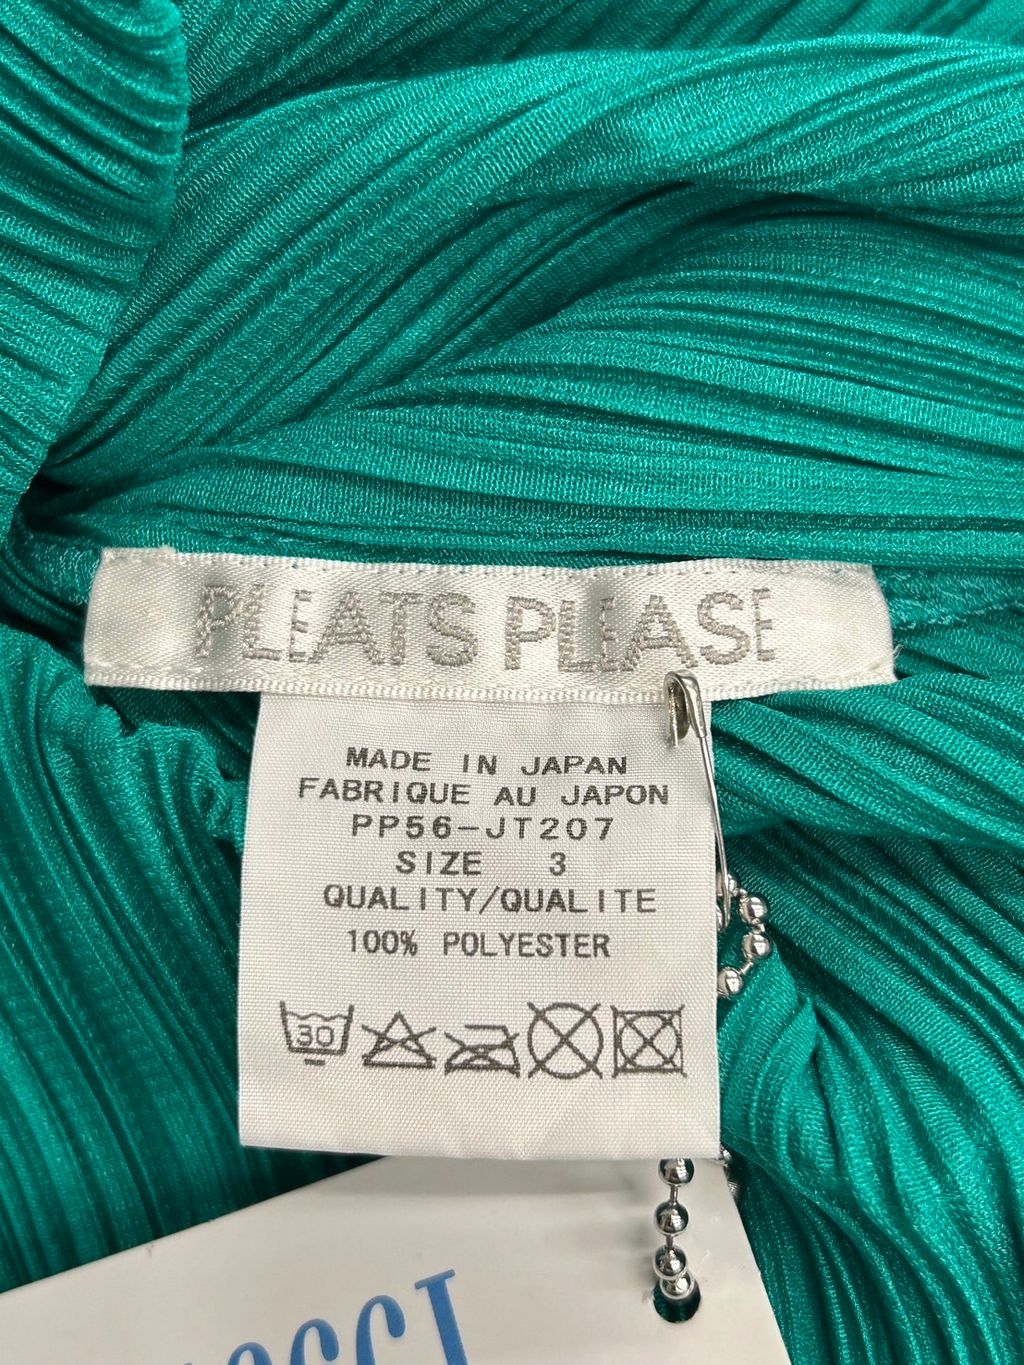 PLEATS PLEASE
MADE IN JAPAN
FABRIQUE AU JAPON
PP56-JT207
SIZE 3
QUALITY/QUALITE
100% POLYESTER
30